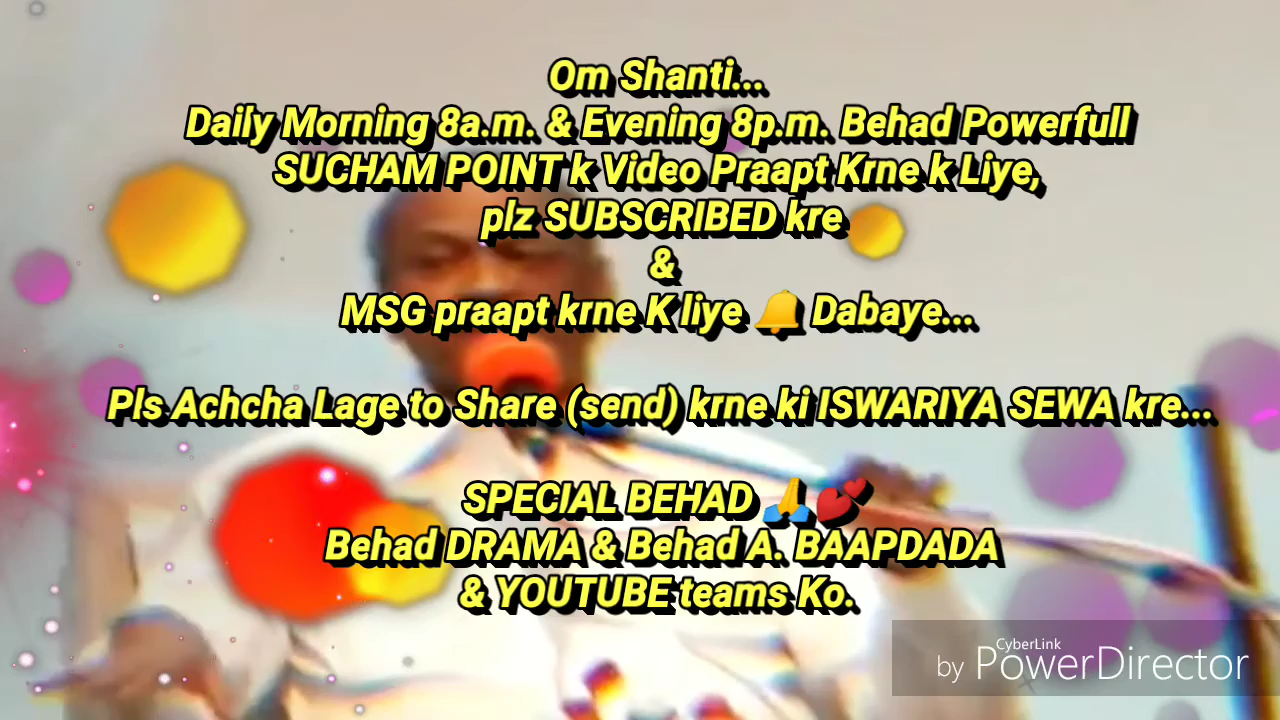 Om Shanti...
Daily Morning 8a.m. & Evening 8p.m. Behad Powerfull
SUCHAM POINT k Video Praapt Krne k Liye,
plz SUBSCRIBED kre
&
MSG praapt krne K liye 🔔 Dabaye...
Pls Achcha Lage to Share (send) krne ki ISWARIYA SEWA kre...
SPECIAL BEHAD 🙏💕
Behad DRAMA & Behad A. BAAPDADA
& YOUTUBE teams Ko.
CyberLink
by PowerDirector